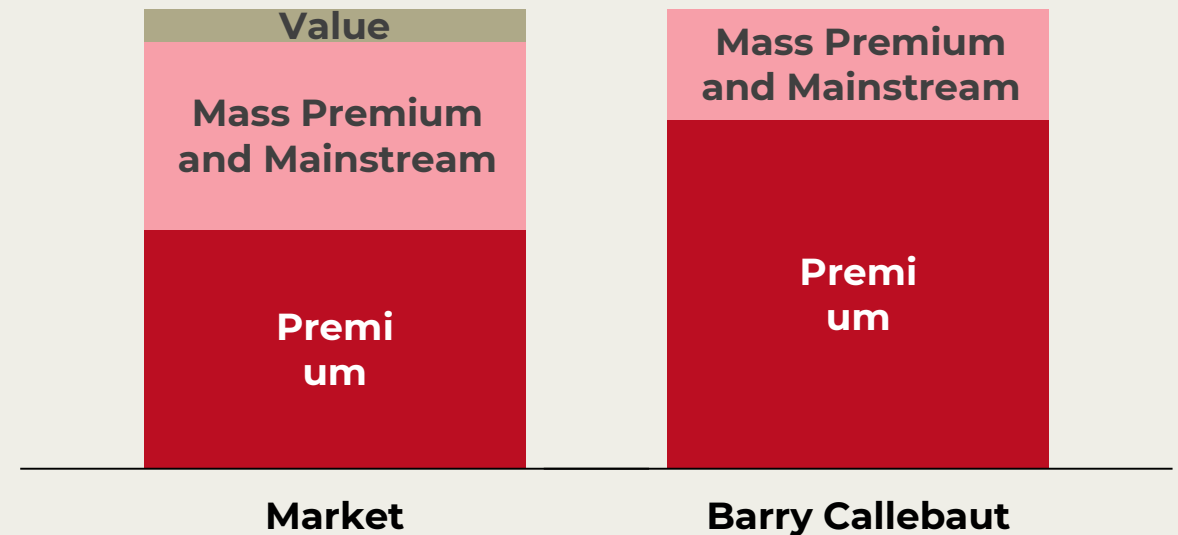 Value
Mass Premium
and Mainstream
Premi
um
Market
Mass Premium
and Mainstream
Premi
um
Barry Callebaut